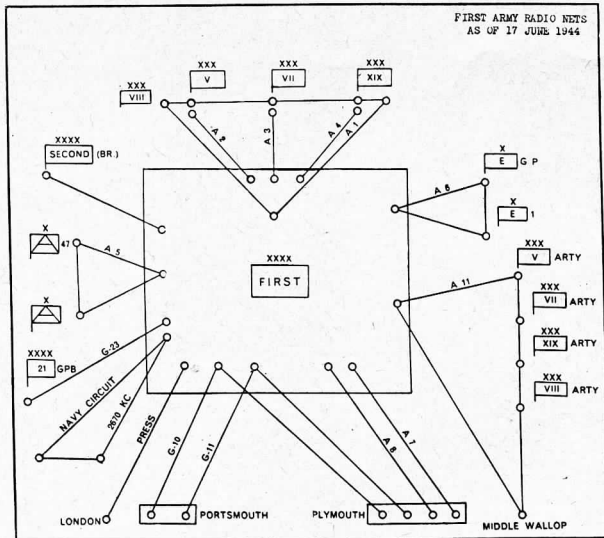 FIRST ARMY RADIO NETS
AS OF 17 JUNE 1944
XXX
VIII
XXX
V
XXX
VII
XXX
XIX
A 2
A 3
A 4
A 1
XXXX
SECOND (BR.)
X
E G P
A 6
X
E 1
X
47
A 5
X
XXXX
FIRST
XXX
V ARTY
A 11
XXX
VII ARTY
XXX
XIX ARTY
XXX
VIII ARTY
XXXX
21 GPB
G-23
NAVY CIRCUIT
2670 KC
PRESS
G-10
G-11
A 8
A 7
LONDON
PORTSMOUTH
PLYMOUTH
MIDDLE WALLOP